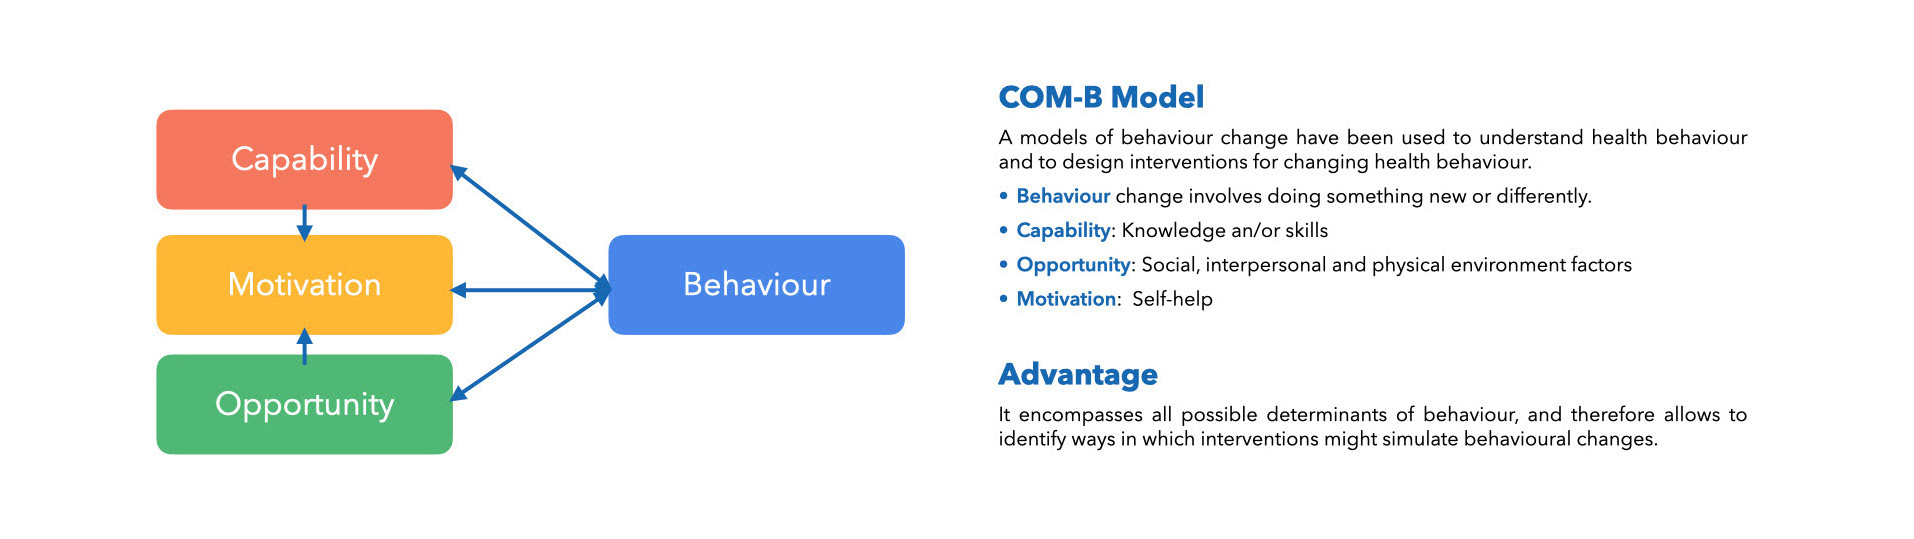 Capability
Motivation
Opportunity
Behaviour
COM-B Model
A models of behaviour change have been used to understand health behaviour
and to design interventions for changing health behaviour.
• Behaviour change involves doing something new or differently.
• Capability: Knowledge an/or skills
• Opportunity: Social, interpersonal and physical environment factors
• Motivation:  Self-help
Advantage
It encompasses all possible determinants of behaviour, and therefore allows to
identify ways in which interventions might simulate behavioural changes.